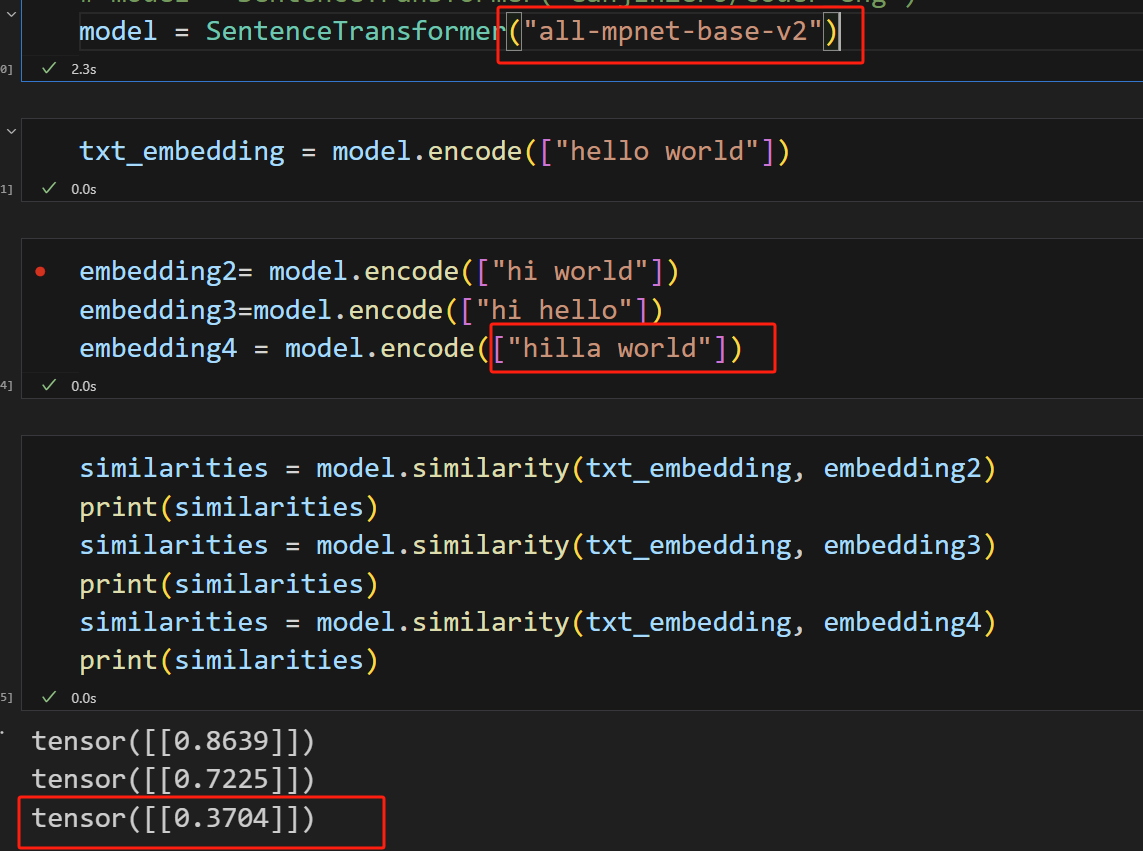 model = SentenceTransformer("all-mpnet-base-v2")
0]
2.3s
txt_embedding = model.encode(["hello world"])
1]
0.0s
embedding2= model.encode(["hi world"])
embedding3=model.encode(["hi hello"])
embedding4 = model.encode(["hilla world"])
4]
0.0s
similarities = model.similarity(txt_embedding, embedding2)
print(similarities)
similarities = model.similarity(txt_embedding, embedding3)
print(similarities)
similarities = model.similarity(txt_embedding, embedding4)
print(similarities)
5]
0.0s
tensor([[0.8639]])
tensor([[0.7225]])
tensor([[0.3704]])